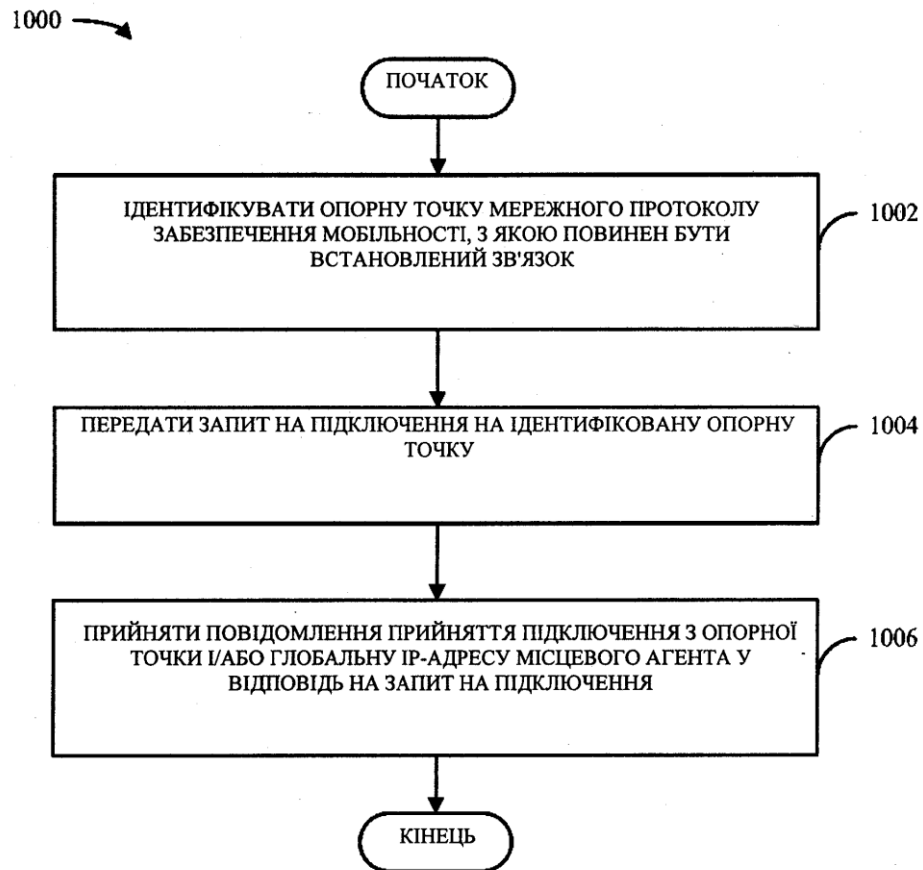 1000
ПОЧАТОК
ІДЕНТИФІКУВАТИ ОПОРНУ ТОЧКУ МЕРЕЖНОГО ПРОТОКОЛУ
ЗАБЕЗПЕЧЕННЯ МОБІЛЬНОСТІ, З ЯКОЮ ПОВИНЕН БУТИ
ВСТАНОВЛЕНИЙ ЗВ'ЯЗОК
1002
ПЕРЕДАТИ ЗАПИТ НА ПІДКЛЮЧЕННЯ НА ІДЕНТИФІКОВАНУ ОПОРНУ
ТОЧКУ
1004
ПРИЙНЯТИ ПОВІДОМЛЕННЯ ПРИЙНЯТТЯ ПІДКЛЮЧЕННЯ З ОПОРНОЇ
ТОЧКИ І/АБО ГЛОБАЛЬНУ IP-АДРЕСУ МІСЦЕВОГО АГЕНТА У
ВІДПОВІДЬ НА ЗАПИТ НА ПІДКЛЮЧЕННЯ
1006
КІНЕЦЬ